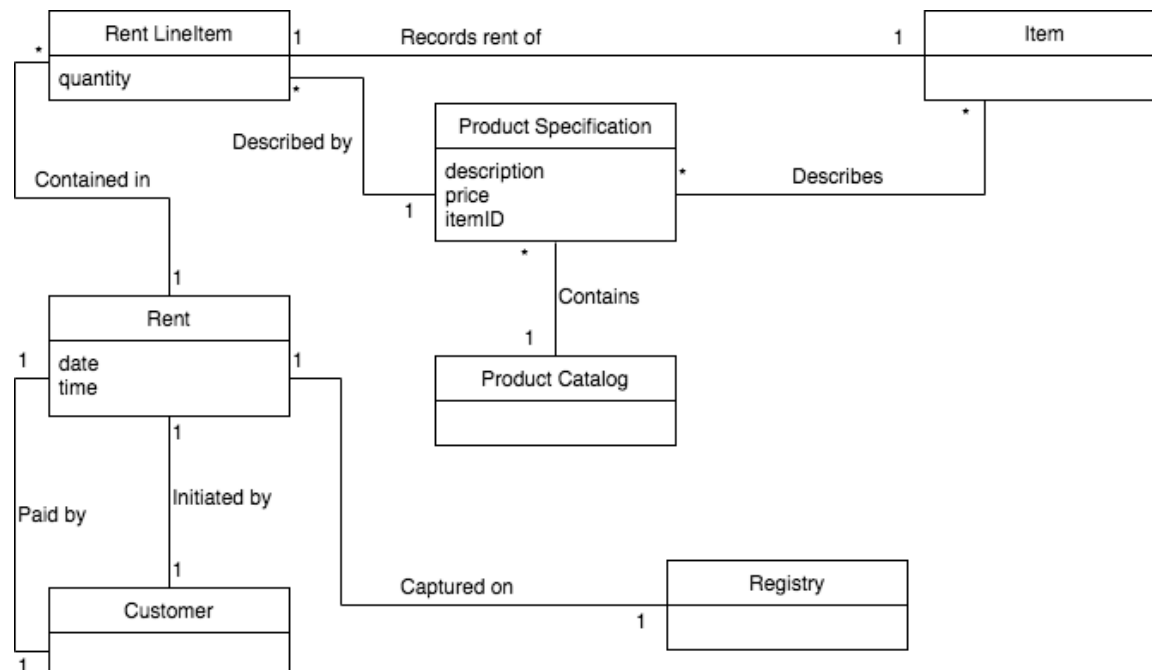 Rent LineItem
1
Records rent of
1
Item
*
quantity
*
*
Product Specification
Described by
description
*
Describes
Contained in
price
1
itemID
*
1
Contains
Rent
1
1
date
1
Product Catalog
time
1
Initiated by
Paid by
1
Captured on
Registry
Customer
1
1